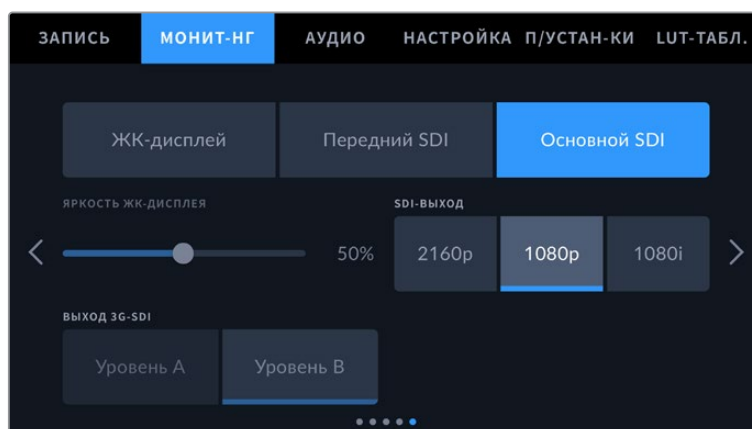 ЗАПИСЬ МОНИТ-НГ АУДИО НАСТРОЙКА П/УСТАН-КИ LUT-ТАБЛ.
ЖК-дисплей Передний SDI Основной SDI
ЯРКОСТЬ ЖК-ДИСПЛЕЯ SDI-ВЫХОД
50% 2160p 1080p 1080i
ВЫХОД 3G-SDI
Уровень A Уровень B